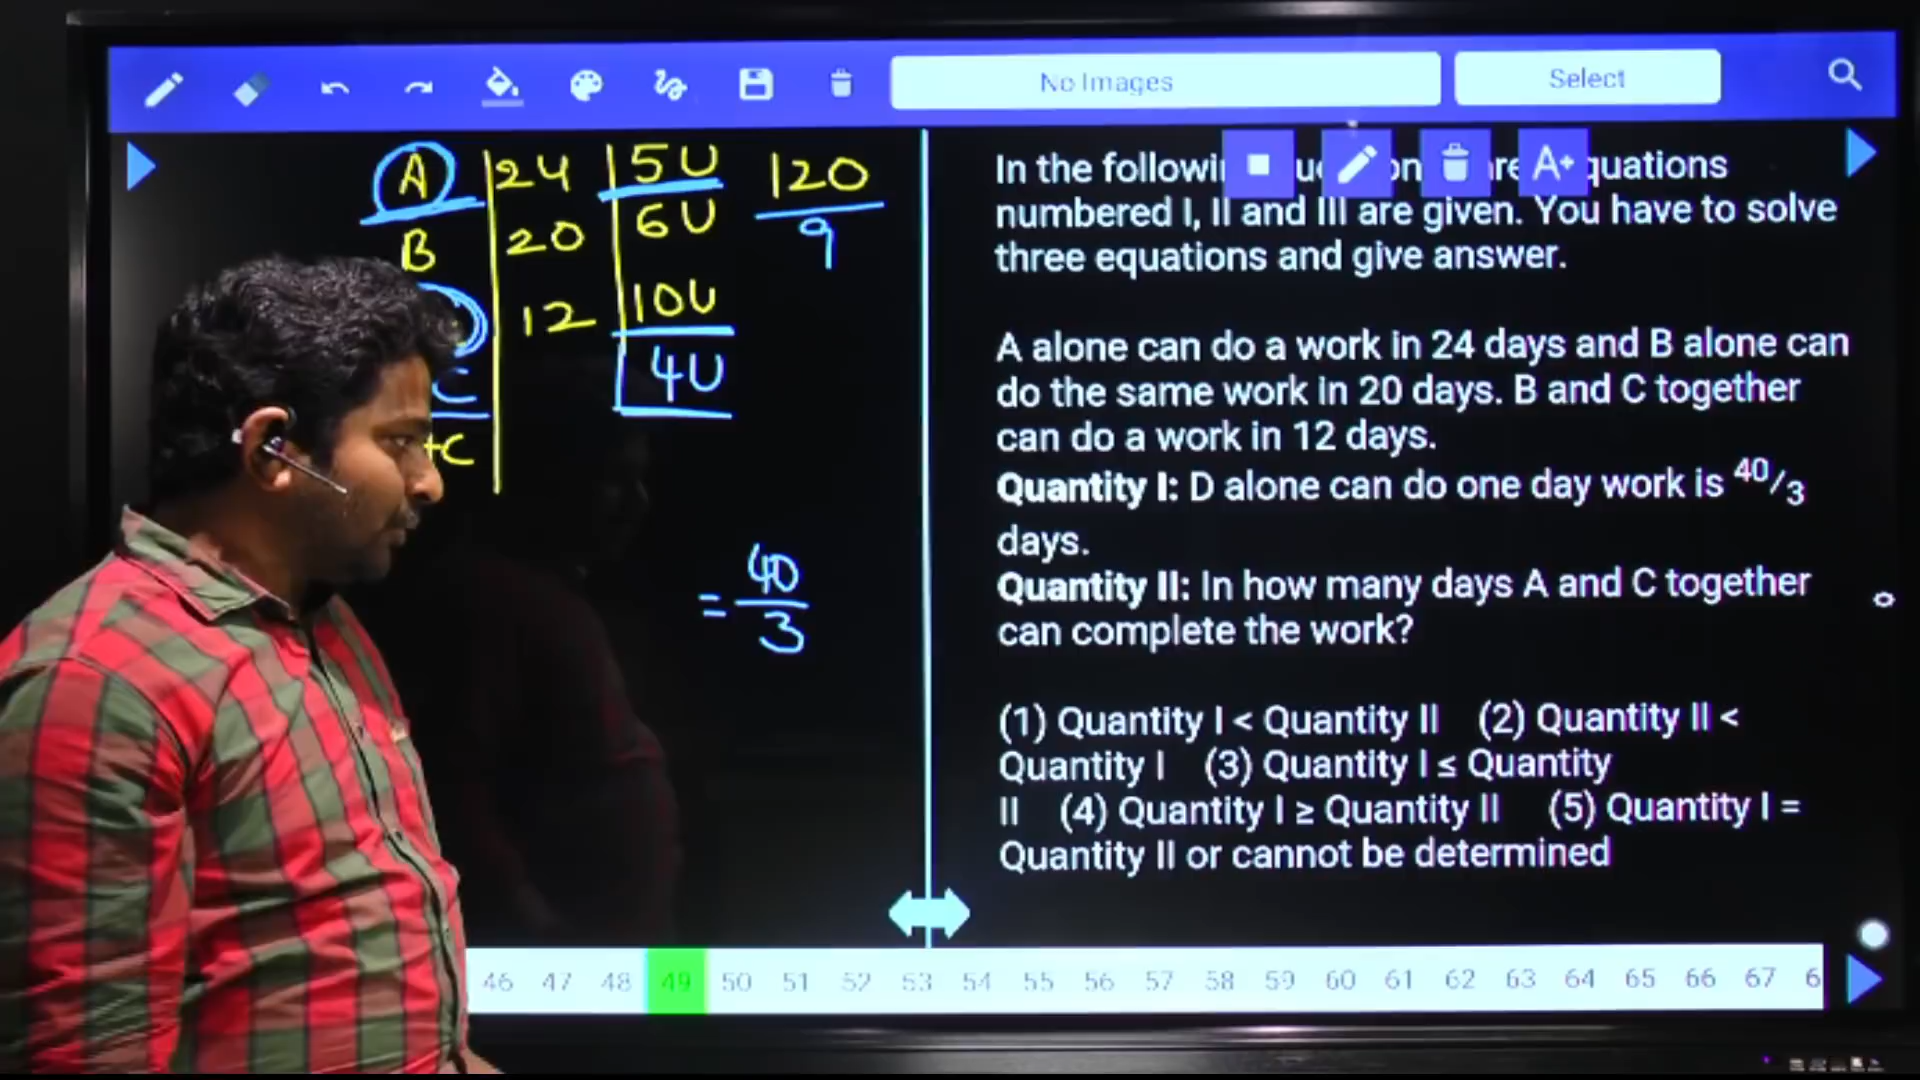 No Images
Select
A 24 5U 120
B 20 6U 9
12 10U
C 4U
+C
= 40
3
In the followi equations
A+
numbered I, II and III are given. You have to solve
three equations and give answer.
A alone can do a work in 24 days and B alone can
do the same work in 20 days. B and C together
can do a work in 12 days.
Quantity I: D alone can do one day work is 40/3
days.
Quantity II: In how many days A and C together
can complete the work?
(1) Quantity I < Quantity II (2) Quantity II <
Quantity I (3) Quantity I ≤ Quantity
II (4) Quantity I ≥ Quantity II (5) Quantity I =
Quantity II or cannot be determined
46 47 48 49 50 51 52 53 54 55 56 57 58 59 60 61 62 63 64 65 66 67 6